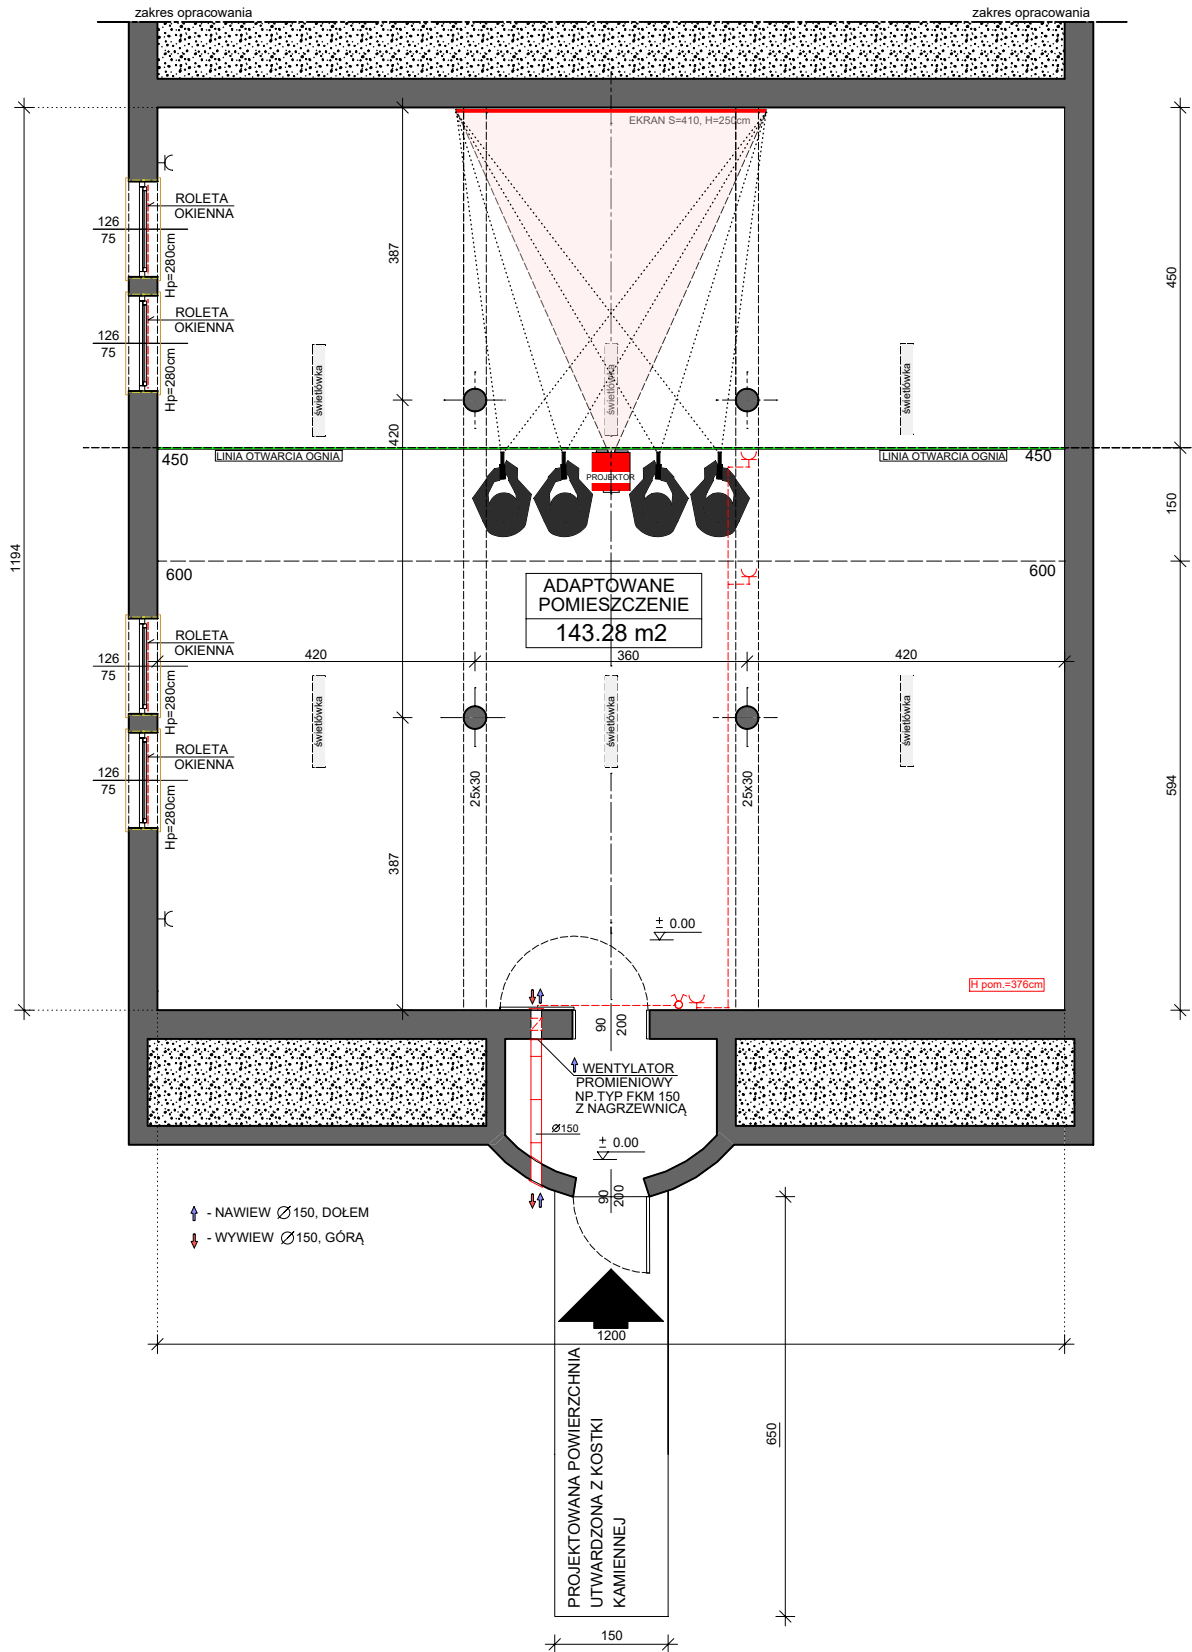 zakres opracowania
zakres opracowania
EKRAN S=410, H=250cm
ROLETA
OKIENNA
126
75
Hp=280cm
387
450
1194
ROLETA
OKIENNA
126
75
Hp=280cm
świetlówka
świetlówka
świetlówka
420
450
LINIA OTWARCIA OGNIA
LINIA OTWARCIA OGNIA
450
PROJEKTOR
150
600
600
ADAPTOWANE
POMIESZCZENIE
143.28 m2
ROLETA
OKIENNA
126
75
Hp=280cm
420
360
420
świetlówka
świetlówka
świetlówka
ROLETA
OKIENNA
126
75
Hp=280cm
25x30
25x30
594
387
± 0.00
H pom.=376cm
90
200
WENTYLATOR
PROMIENIOWY
NP.TYP FKM 150
Z NAGRZEWNICĄ
Ø150
± 0.00
90
200
- NAWIEW Ø150, DOŁEM
- WYWIEW Ø150, GÓRĄ
1200
PROJEKTOWANA POWIERZCHNIA
UTWARDZONA Z KOSTKI
KAMIENNEJ
650
150